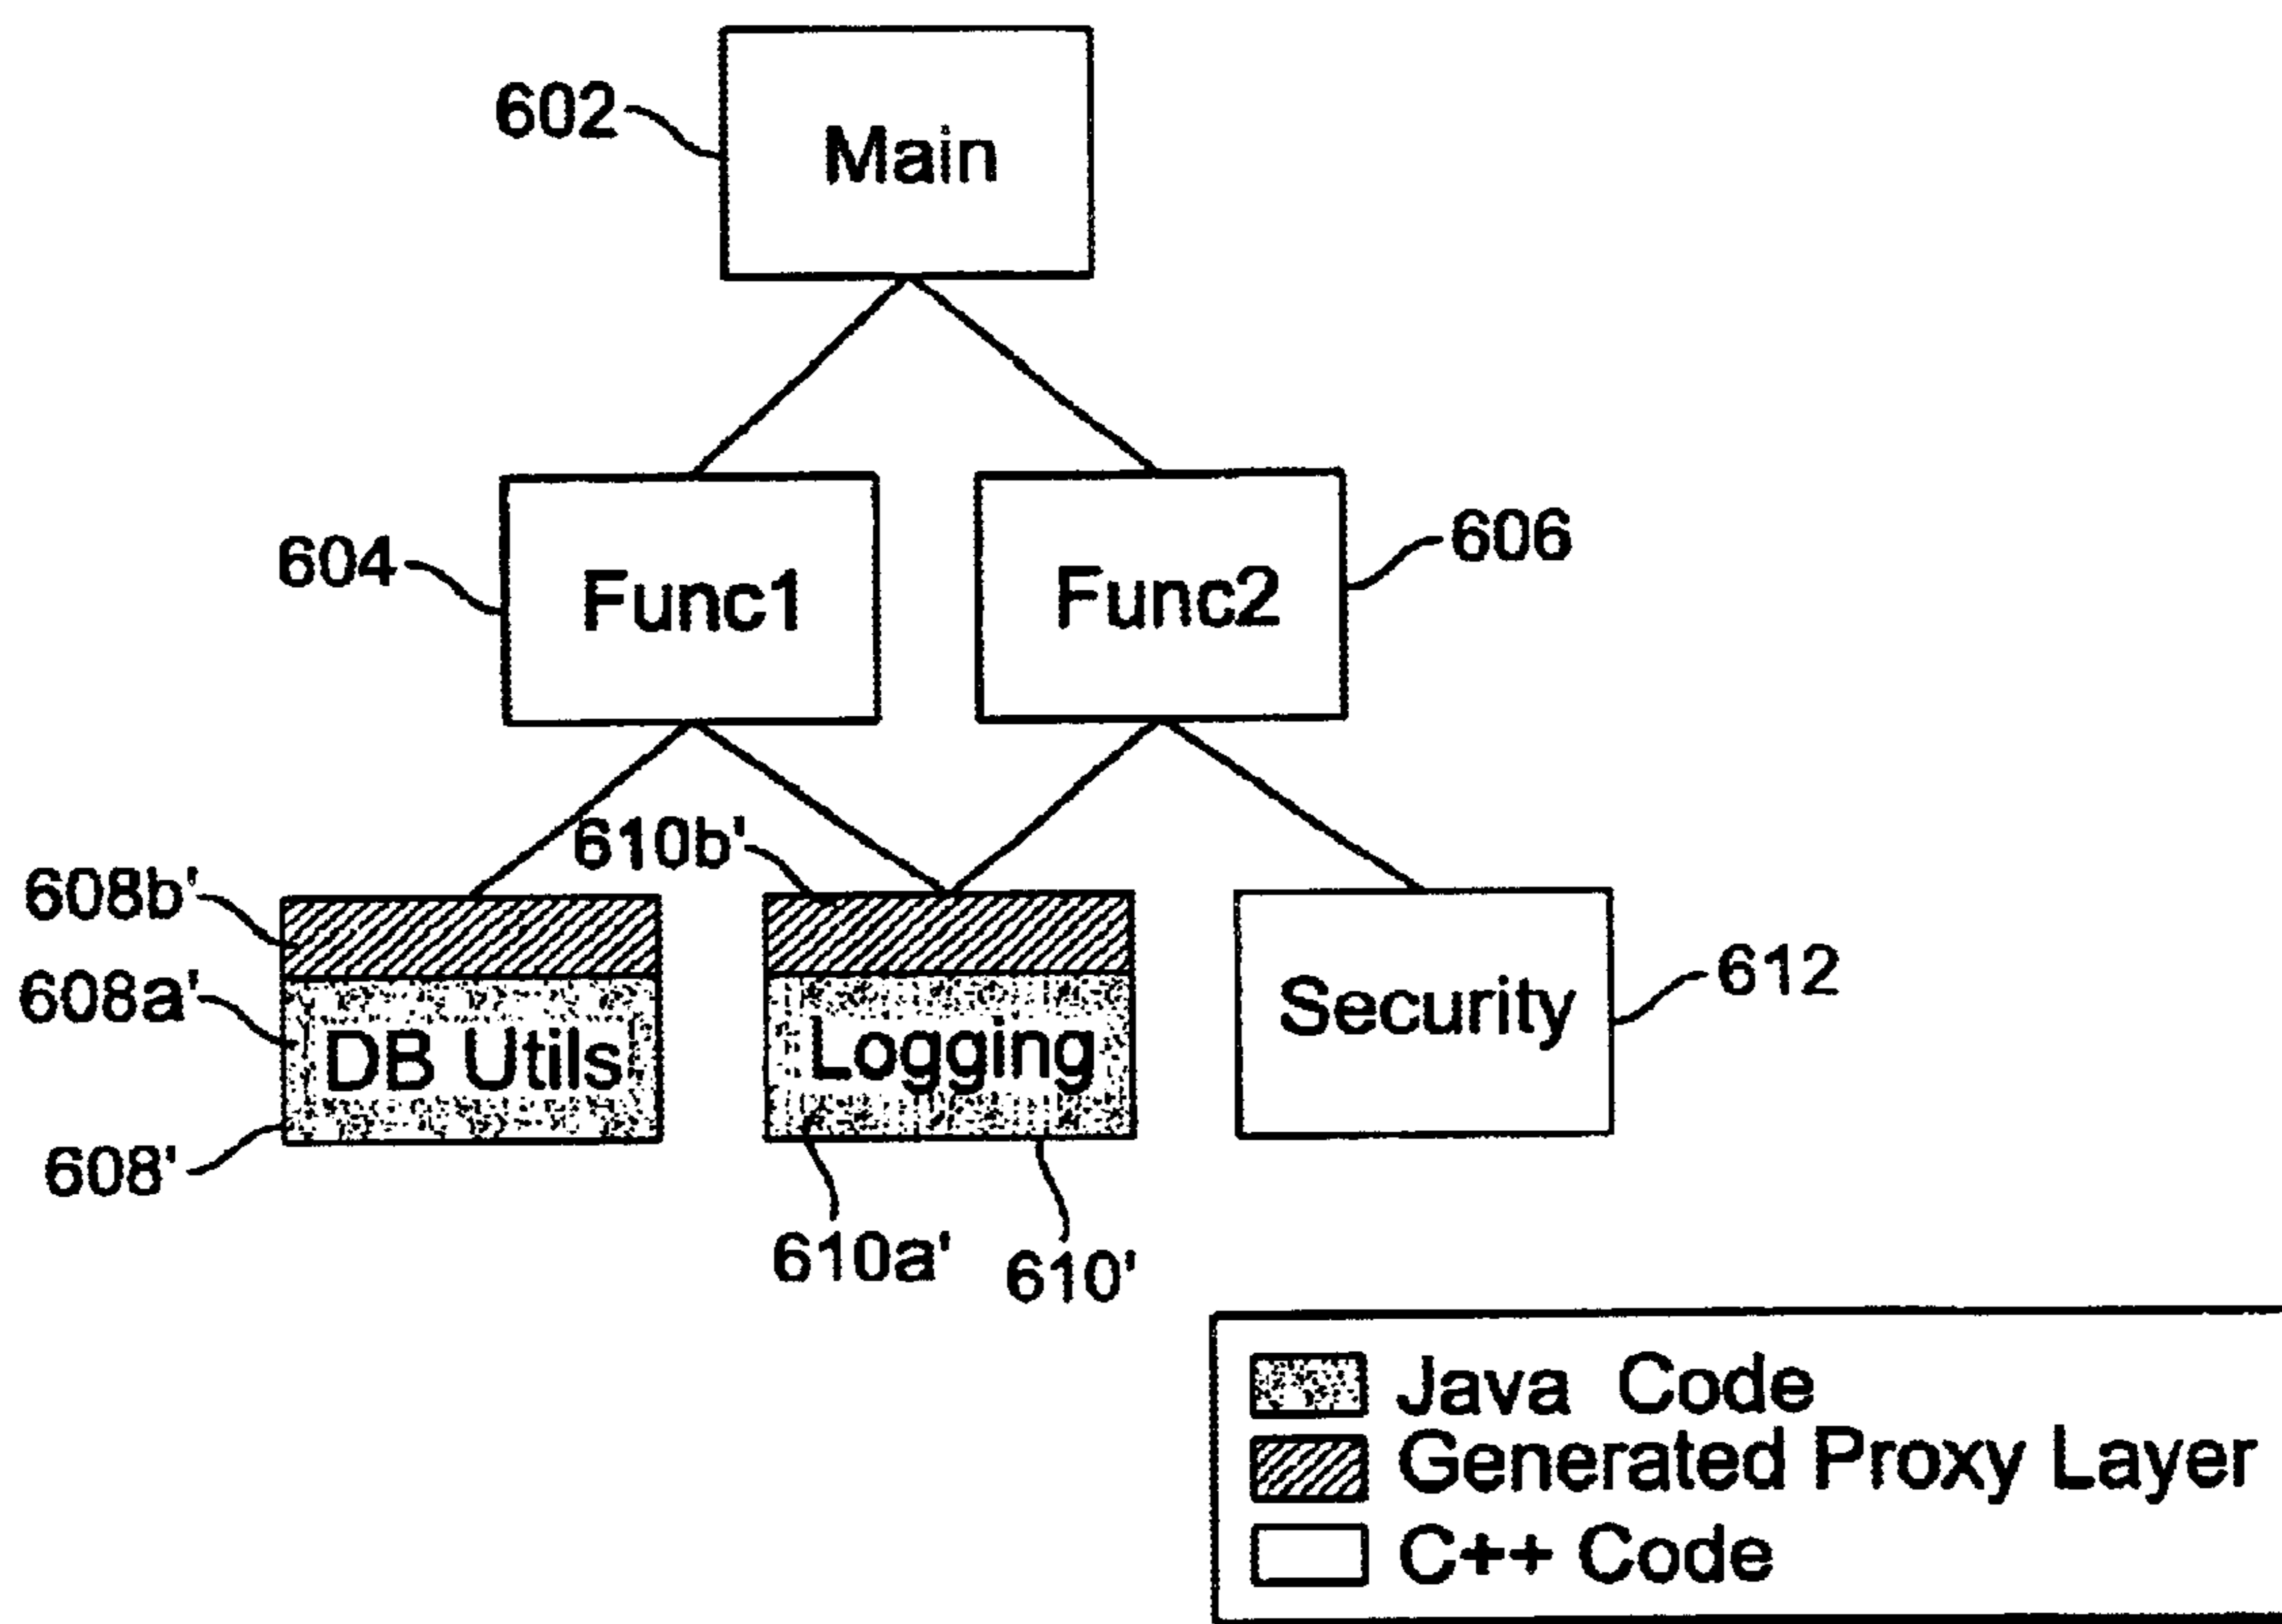 602
Main
604
Func1
Func2
606
610b'
608b'
608a'
DB Utils
Logging
Security
612
608'
610a'
610'
Java Code
Generated Proxy Layer
C++ Code